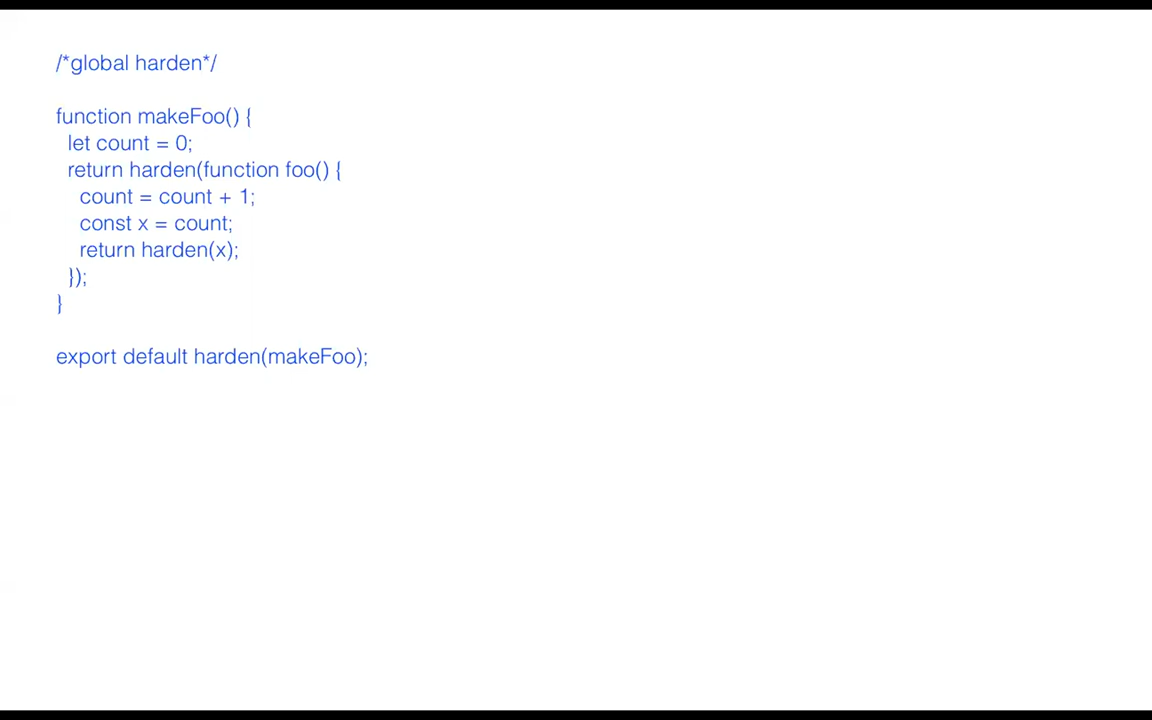 /*global harden*/
function makeFoo() {
let count = 0;
return harden(function foo() {
count = count + 1;
const x = count;
return harden(x);
});
}
export default harden(makeFoo);